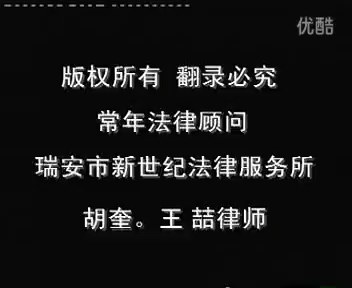 优酷
版权所有 翻录必究
常年法律顾问
瑞安市新世纪法律服务所
胡奎。王 喆律师